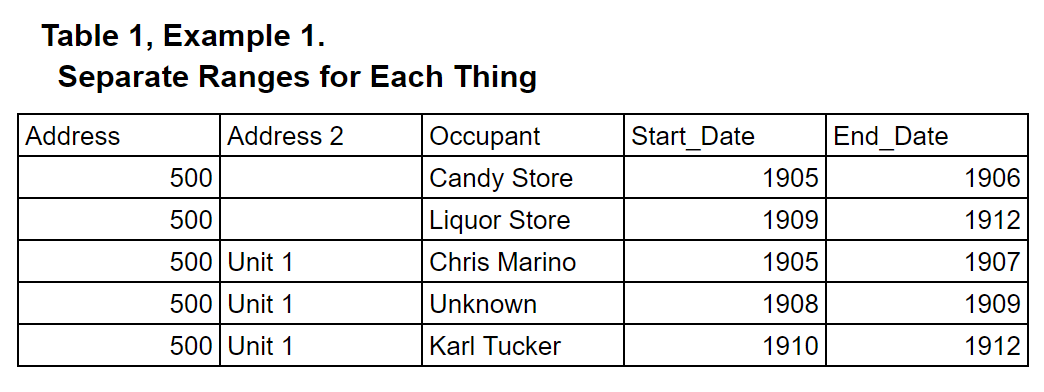 Table 1, Example 1.
Separate Ranges for Each Thing
Address Address 2 Occupant Start_Date End_Date
500 Candy Store 1905 1906
500 Liquor Store 1909 1912
500 Unit 1 Chris Marino 1905 1907
500 Unit 1 Unknown 1908 1909
500 Unit 1 Karl Tucker 1910 1912